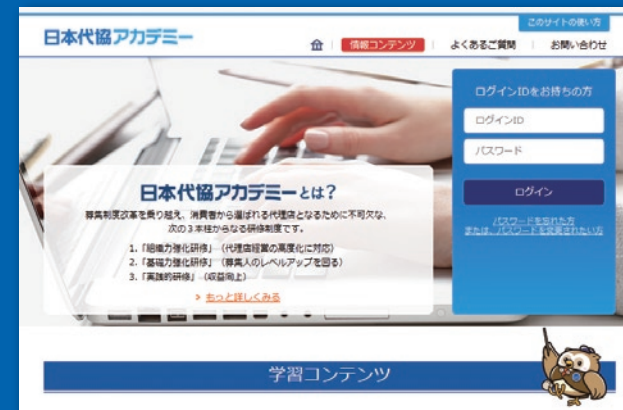 このサイトの使い方
日本代協アカデミー
情報コンテンツ
よくあるご質問
お問い合わせ
ログインIDをお持ちの方
ログインID
パスワード
ログイン
パスワードを忘れた方
または、パスワードを変更されたい方
日本代協アカデミーとは？
募集制度改革を乗り越え、消費者から選ばれる代理店となるために不可欠な、
次の3本柱からなる研修制度です。
1.「組織力強化研修」（代理店経営の高度化に対応）
2.「基礎力強化研修」（募集人のレベルアップを図る）
3.「実践的研修」（収益向上）
> もっと詳しくみる
学習コンテンツ